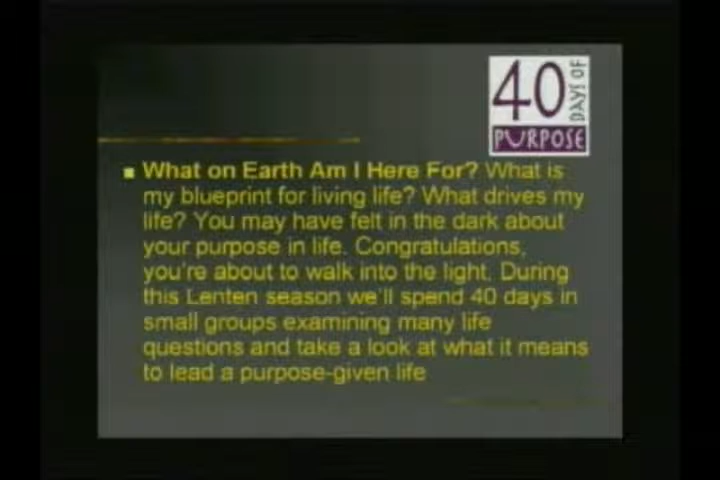 40
DAYS OF
PURPOSE
What on Earth Am I Here For? What is
my blueprint for living life? What drives my
life? You may have felt in the dark about
your purpose in life. Congratulations,
you're about to walk into the light. During
this Lenten season we'll spend 40 days in
small groups examining many life
questions and take a look at what it means
to lead a purpose-given life